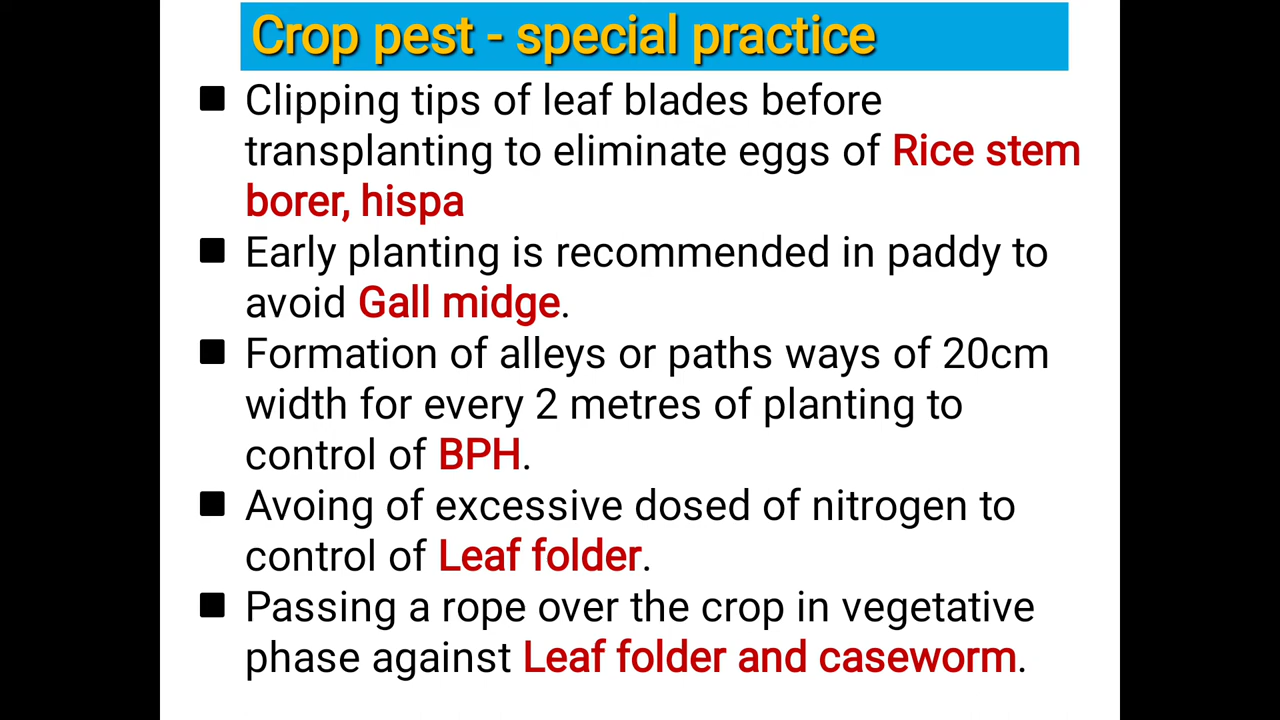 Crop pest - special practice
■ Clipping tips of leaf blades before
transplanting to eliminate eggs of Rice stem
borer, hispa
■ Early planting is recommended in paddy to
avoid Gall midge.
■ Formation of alleys or paths ways of 20cm
width for every 2 metres of planting to
control of BPH.
■ Avoing of excessive dosed of nitrogen to
control of Leaf folder.
■ Passing a rope over the crop in vegetative
phase against Leaf folder and caseworm.